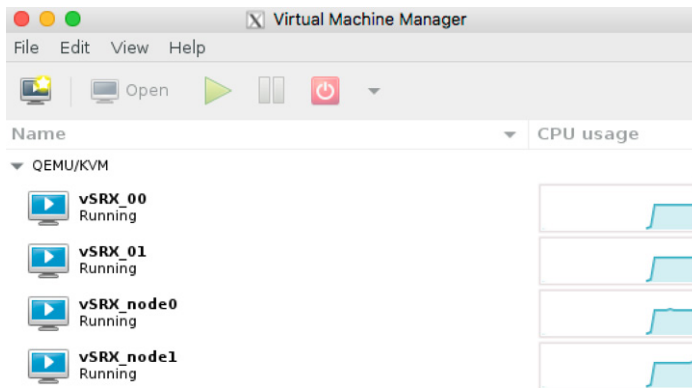 Virtual Machine Manager
File Edit View Help
Open
Name CPU usage
QEMU/KVM
vSRX_00
Running
vSRX_01
Running
vSRX_node0
Running
vSRX_node1
Running